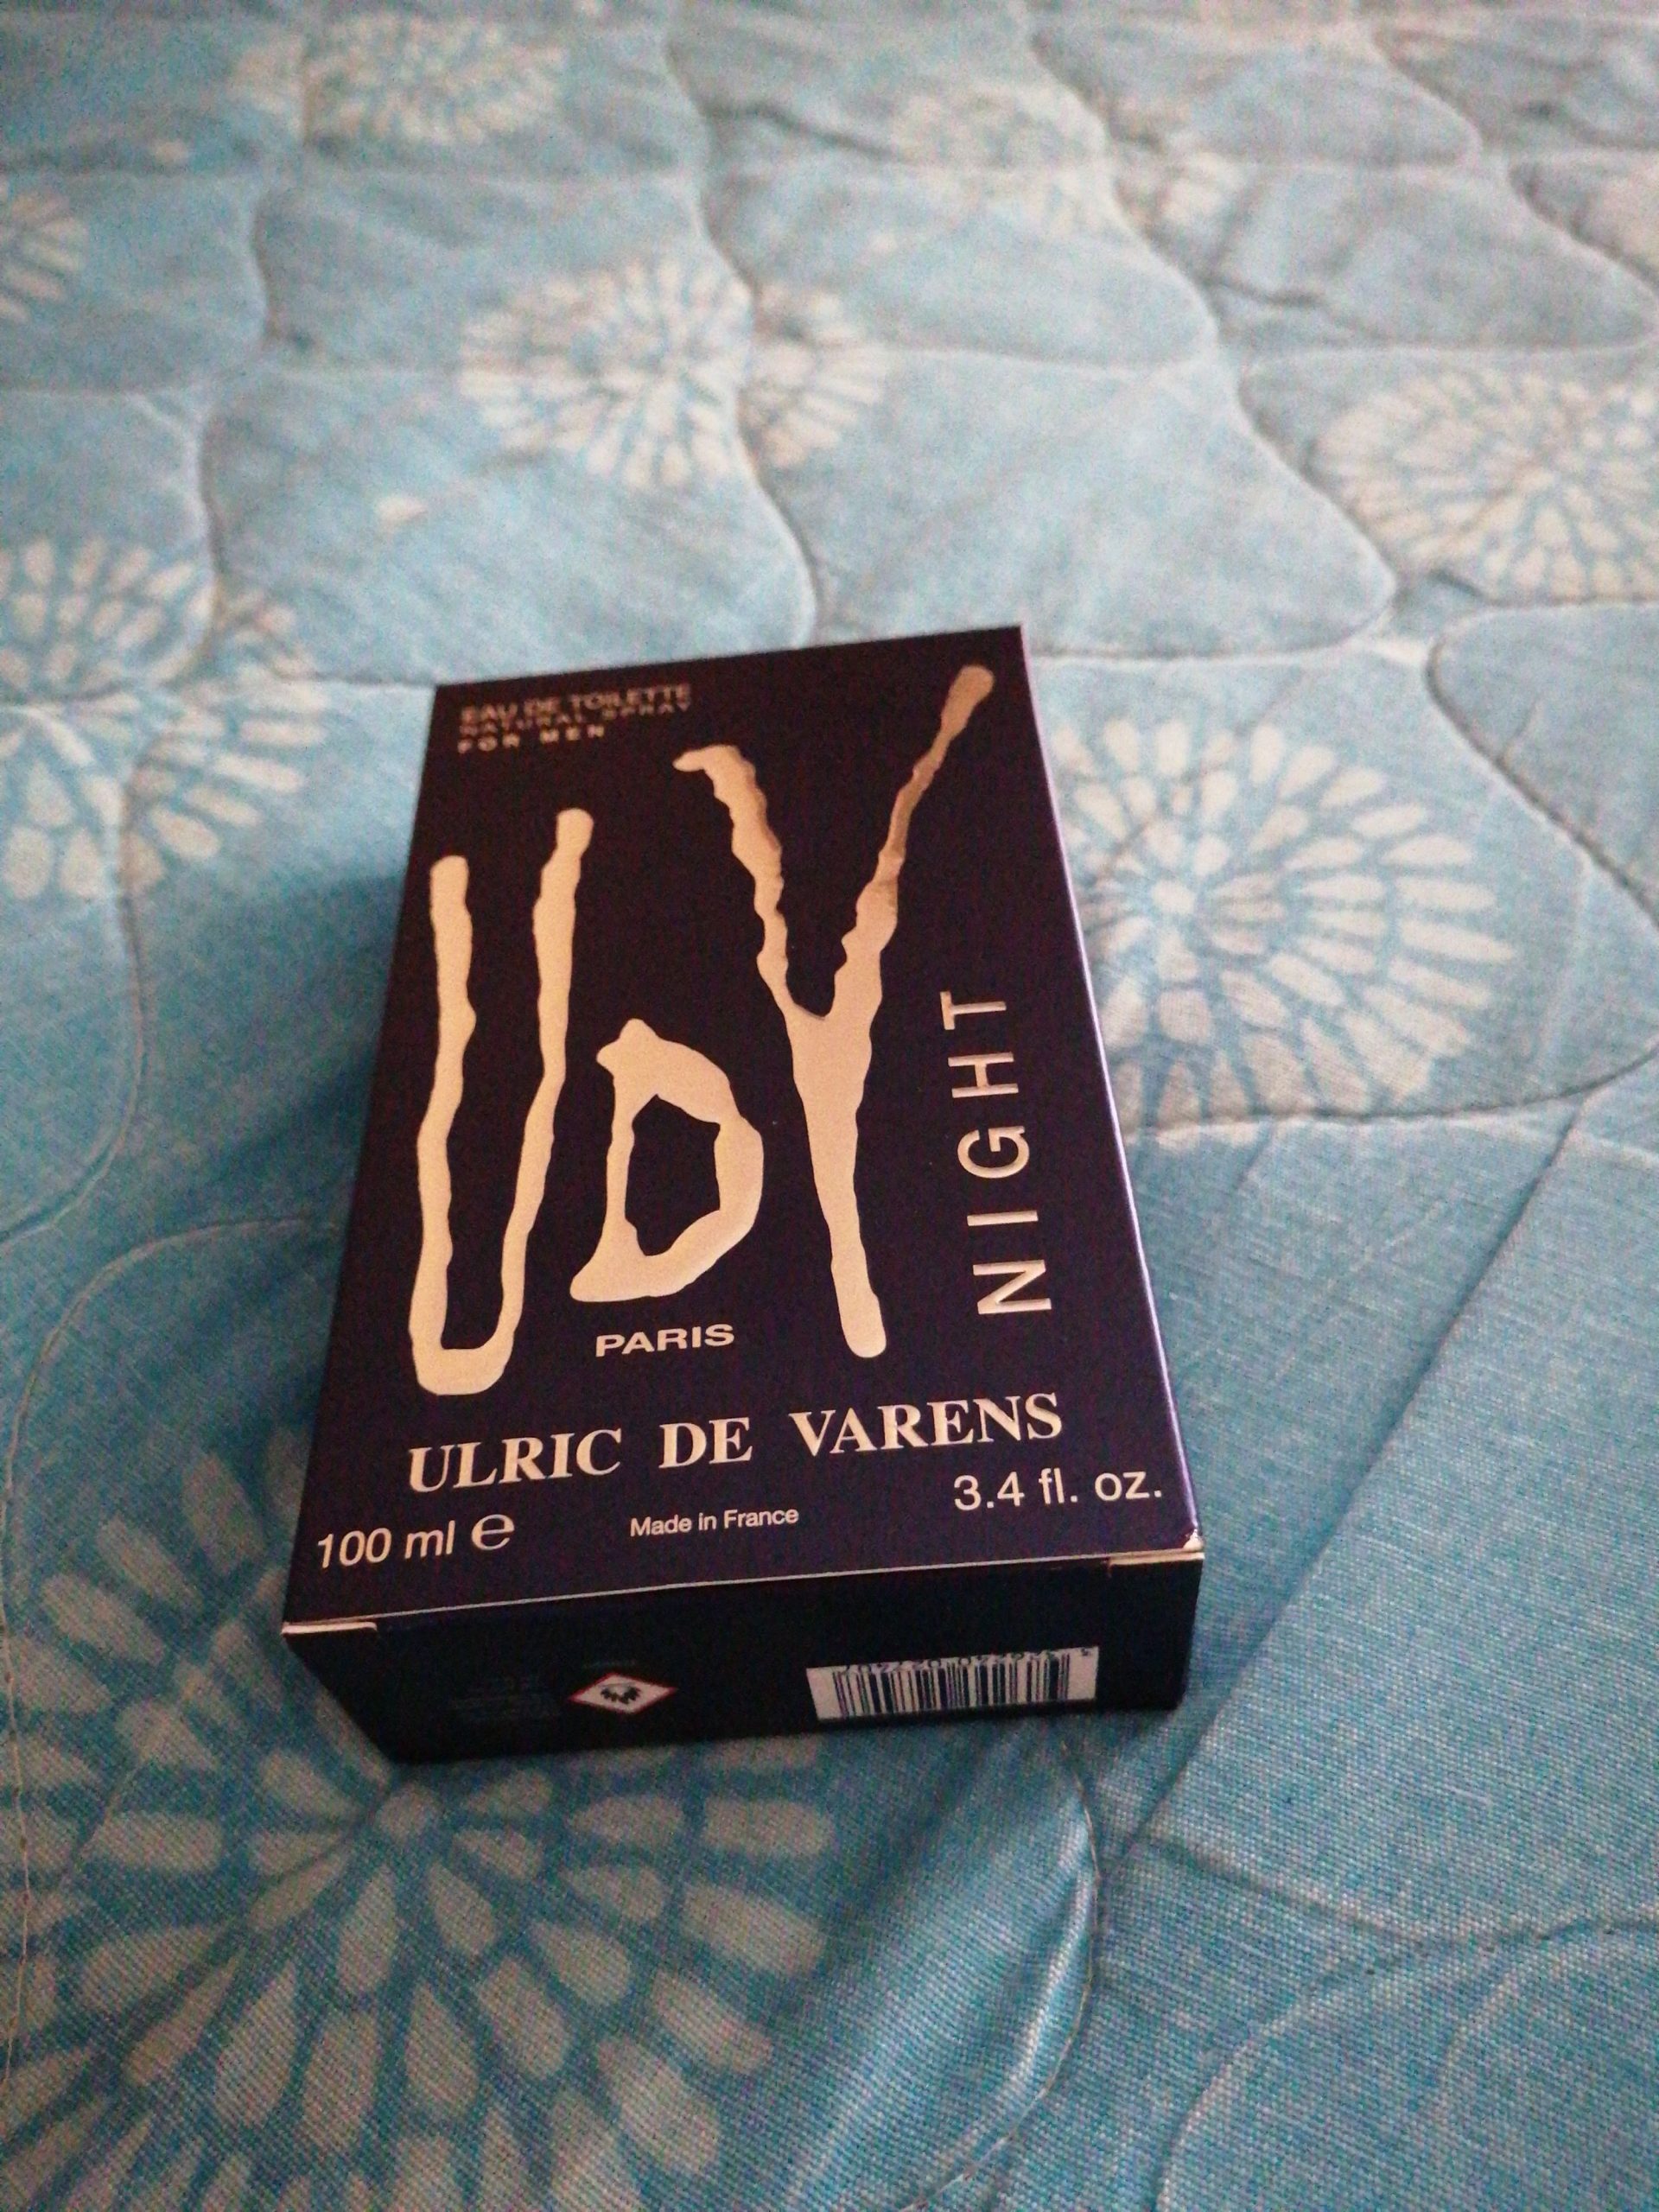 EAU DE TOILETTE
NATURAL SPRAY
FOR MEN
UDV
NIGHT
PARIS
ULRIC DE VARENS
100 ml e
Made in France
3.4 fl. oz.